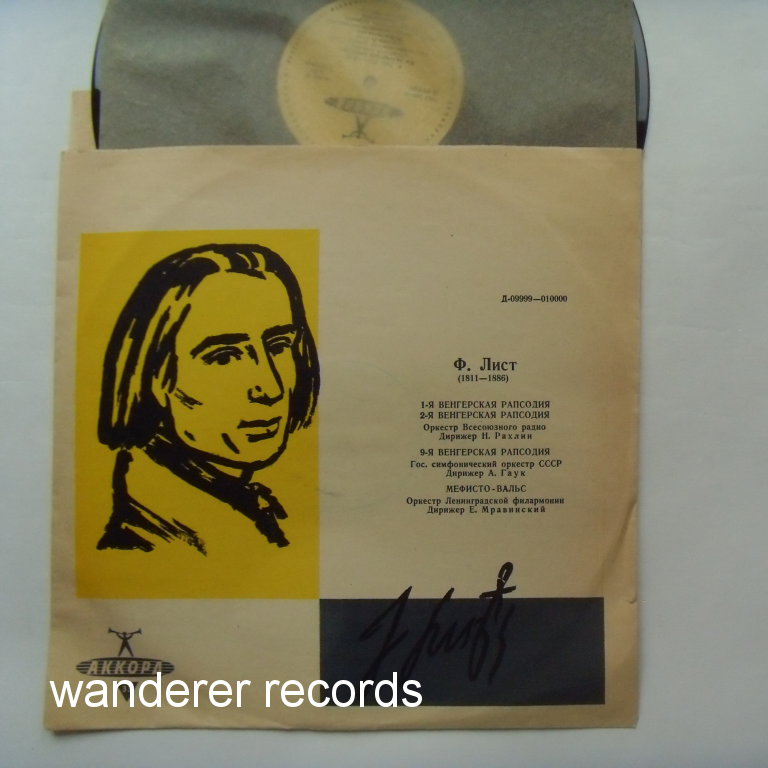 Д-09999—010000
Ф. Лист
(1811—1886)
1-Я ВЕНГЕРСКАЯ РАПСОДИЯ
2-Я ВЕНГЕРСКАЯ РАПСОДИЯ
Оркестр Всесоюзного радио
Дирижер Н. Рахлин
9-Я ВЕНГЕРСКАЯ РАПСОДИЯ
Гос. симфонический оркестр СССР
Дирижер А. Гаук
МЕФИСТО-ВАЛЬС
Оркестр Ленинградской филармонии
Дирижер Е. Мравинский
АККОРД
wanderer records